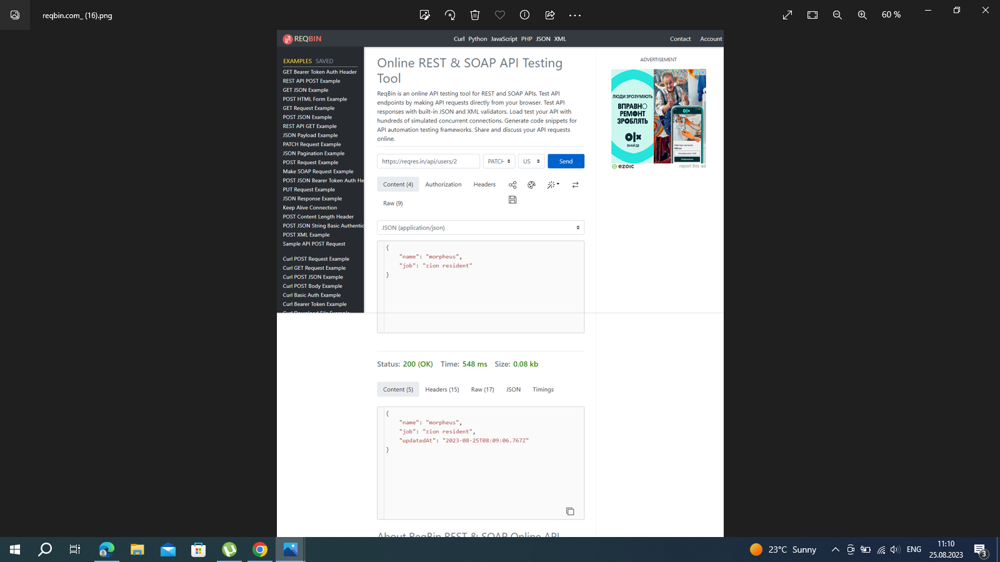 reqbin.com_ (16).png
60 %
REQBIN
Curl Python JavaScript PHP JSON XML
Contact Account
EXAMPLES SAVED
GET Bearer Token Auth Header
REST API POST Example
GET JSON Example
POST HTML Form Example
GET Request Example
POST JSON Example
REST API GET Example
JSON Payload Example
PATCH Request Example
JSON Pagination Example
POST Request Example
Make SOAP Request Example
POST JSON Bearer Token Auth He
PUT Request Example
JSON Response Example
Keep Alive Connection
POST Content Length Header
POST JSON String Basic Authentic
POST XML Example
Sample API POST Request
Curl POST Request Example
Curl GET Request Example
Curl POST JSON Example
Curl POST Body Example
Curl Basic Auth Example
Curl Bearer Token Example
Curl Download File Example
Online REST & SOAP API Testing
Tool
ReqBin is an online API testing tool for REST and SOAP APIs. Test API
endpoints by making API requests directly from your browser. Test API
responses with built-in JSON and XML validators. Load test your API with
hundreds of simulated concurrent connections. Generate code snippets for
API automation testing frameworks. Share and discuss your API requests
online.
https://reqres.in/api/users/2 PATCH US Send
Content (4) Authorization Headers
Raw (9)
JSON (application/json)
{
"name": "morpheus",
"job": "zion resident"
}
Status: 200 (OK) Time: 548 ms Size: 0.08 kb
Content (5) Headers (15) Raw (17) JSON Timings
{
"name": "morpheus",
"job": "zion resident",
"updatedAt": "2023-08-25T08:09:06.767Z"
}
About ReqBin REST & SOAP Online API
ADVERTISEMENT
ЛЮДИ ЗРОЗУМІЮТЬ
ВПРАВНО
РЕМОНТ
ЗРОБЛЯТЬ
olx
ЗНАЙ ДЕ
olx
ezoic
report this ad
23°C Sunny
ENG
11:10
25.08.2023
3